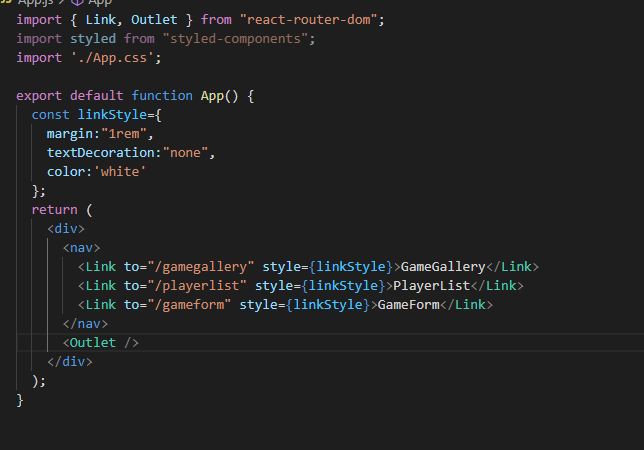 App.js > App
import { Link, Outlet } from "react-router-dom";
import styled from "styled-components";
import './App.css';
export default function App() {
const linkStyle={
margin:"1rem",
textDecoration:"none",
color:'white'
};
return (
<div>
<nav>
<Link to="/gamegallery" style={linkStyle}>GameGallery</Link>
<Link to="/playerlist" style={linkStyle}>PlayerList</Link>
<Link to="/gameform" style={linkStyle}>GameForm</Link>
</nav>
<Outlet />
</div>
);
}